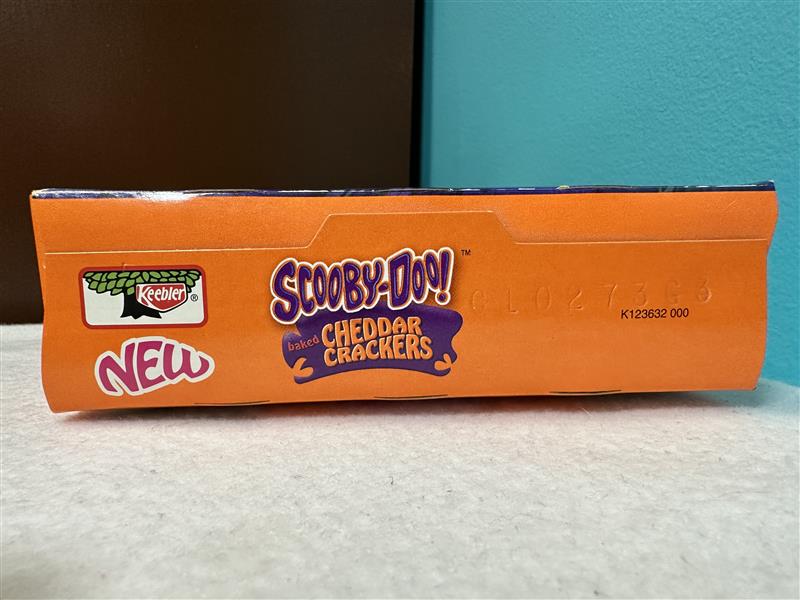 Keebler®
NEW
SCOOBY-DOO!™
baked CHEDDAR
CRACKERS
K123632 000